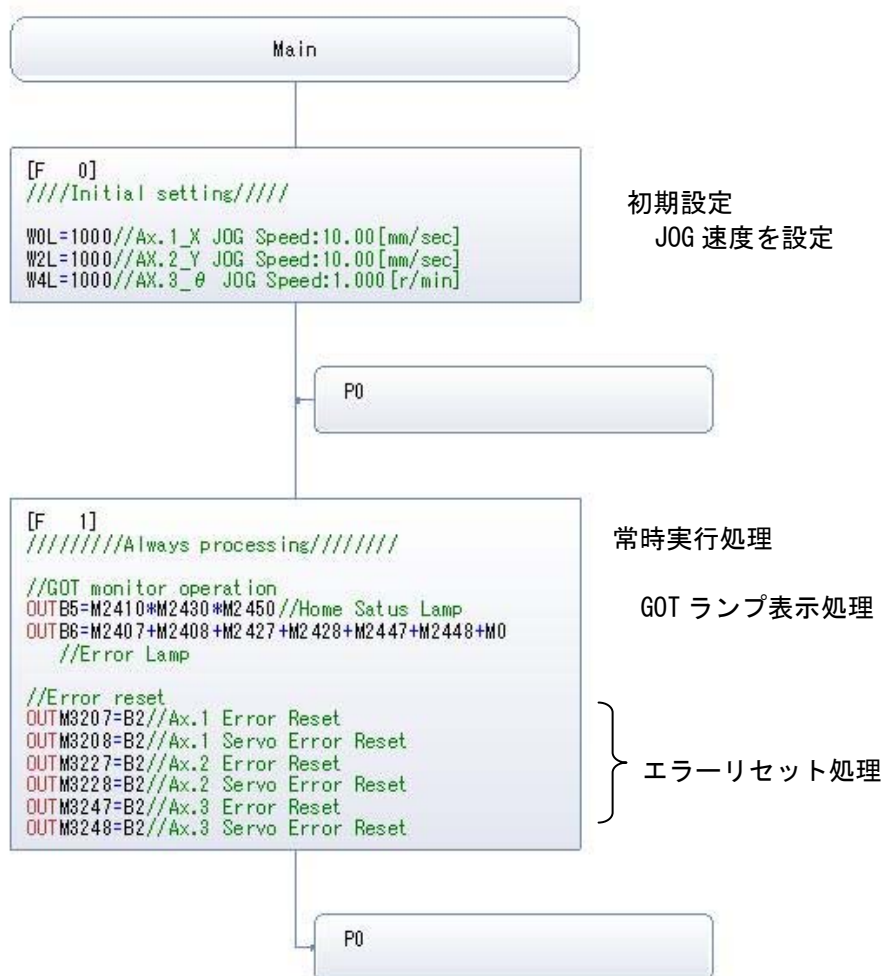 Main
[F   0]
////Initial setting/////
W0L=1000//Ax.1_X JOG Speed:10.00[mm/sec]
W2L=1000//AX.2_Y JOG Speed:10.00[mm/sec]
W4L=1000//AX.3_θ JOG Speed:1.000[r/min]
初期設定
JOG 速度を設定
P0
[F   1]
/////////Always processing////////
//GOT monitor operation
OUTB5=M2410*M2430*M2450//Home Satus Lamp
OUTB6=M2407+M2408+M2427+M2428+M2447+M2448+M0
//Error Lamp
//Error reset
OUTM3207=B2//Ax.1 Error Reset
OUTM3208=B2//Ax.1 Servo Error Reset
OUTM3227=B2//Ax.2 Error Reset
OUTM3228=B2//Ax.2 Servo Error Reset
OUTM3247=B2//Ax.3 Error Reset
OUTM3248=B2//Ax.3 Servo Error Reset
常時実行処理
GOT ランプ表示処理
エラーリセット処理
P0